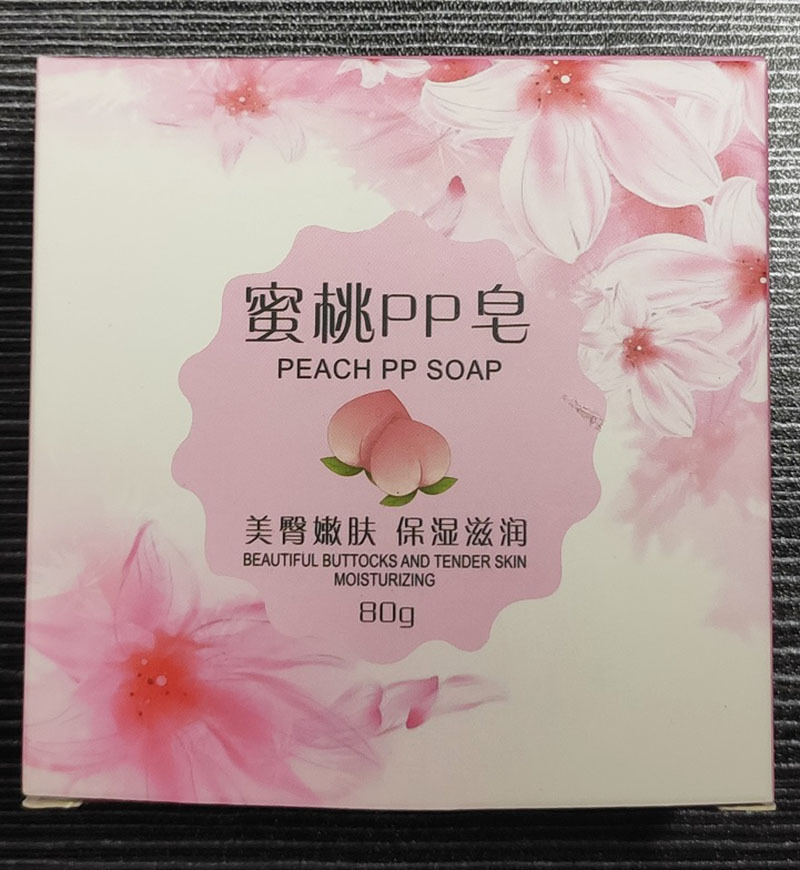 蜜桃PP皂
PEACH PP SOAP
美臀嫩肤 保湿滋润
BEAUTIFUL BUTTOCKS AND TENDER SKIN
MOISTURIZING
80g